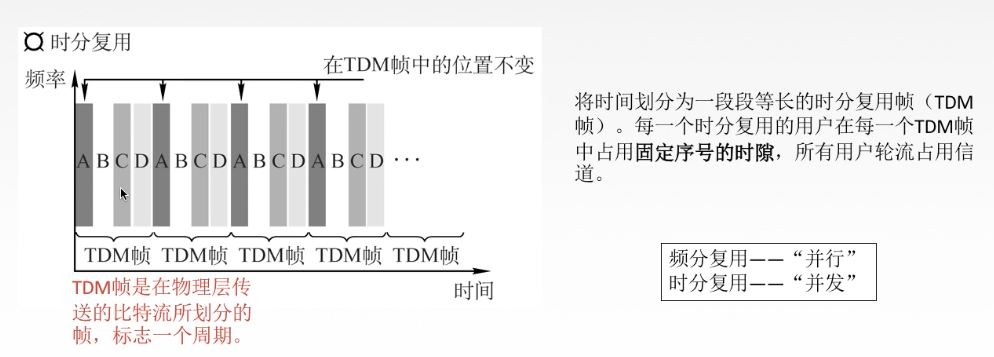 时分复用
频率
在TDM帧中的位置不变
A B C D A B C D A B C D A B C D ···
TDM帧 TDM帧 TDM帧 TDM帧 TDM帧
时间
TDM帧是在物理层传
送的比特流所划分的
帧，标志一个周期。
将时间划分为一段段等长的时分复用帧（TDM
帧）。每一个时分复用的用户在每一个TDM帧
中占用固定序号的时隙，所有用户轮流占用信
道。
频分复用——“并行”
时分复用——“并发”